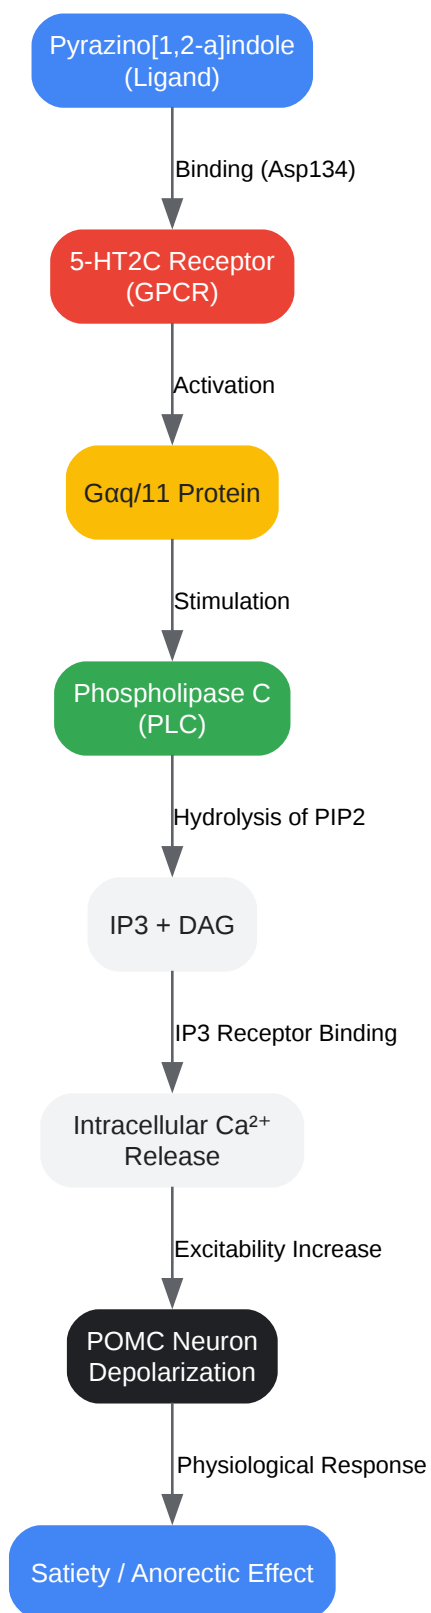 Pyrazino[1,2-a]indole
(Ligand)
Binding (Asp134)
5-HT2C Receptor
(GPCR)
Activation
Gαq/11 Protein
Stimulation
Phospholipase C
(PLC)
Hydrolysis of PIP2
IP3 + DAG
IP3 Receptor Binding
Intracellular Ca²⁺
Release
Excitability Increase
POMC Neuron
Depolarization
Physiological Response
Satiety / Anorectic Effect